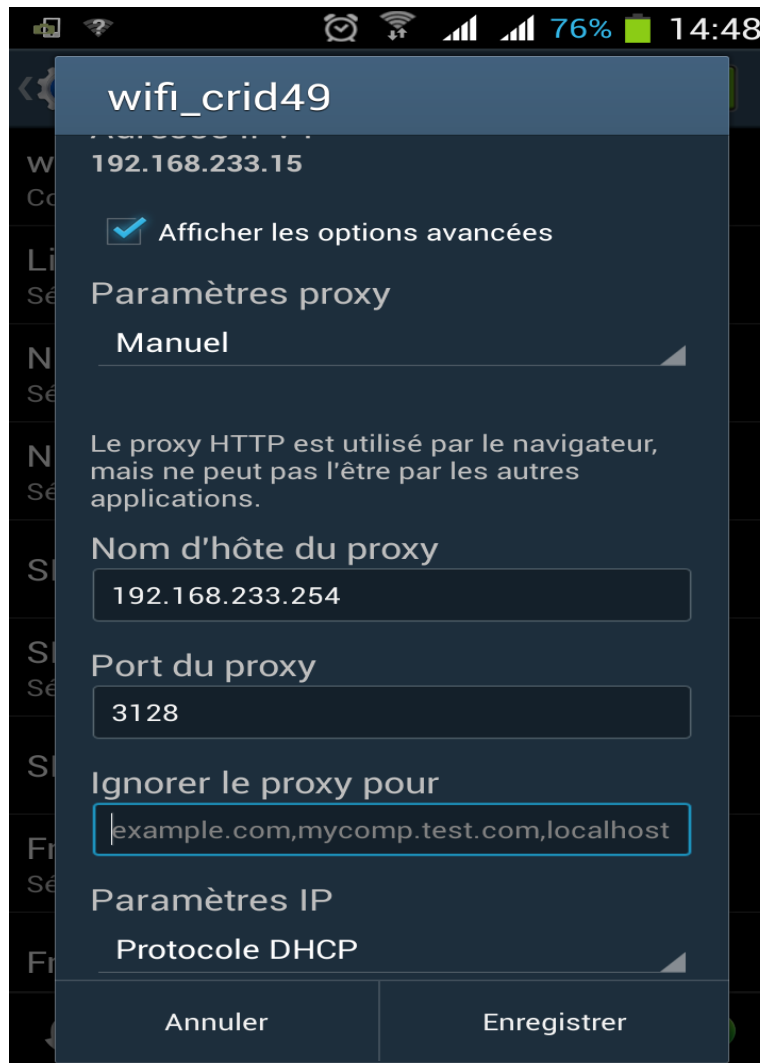 76% 14:48
wifi_crid49
192.168.233.15
Afficher les options avancées
Paramètres proxy
Manuel
Le proxy HTTP est utilisé par le navigateur,
mais ne peut pas l'être par les autres
applications.
Nom d'hôte du proxy
192.168.233.254
Port du proxy
3128
Ignorer le proxy pour
example.com,mycomp.test.com,localhost
Paramètres IP
Protocole DHCP
Annuler Enregistrer